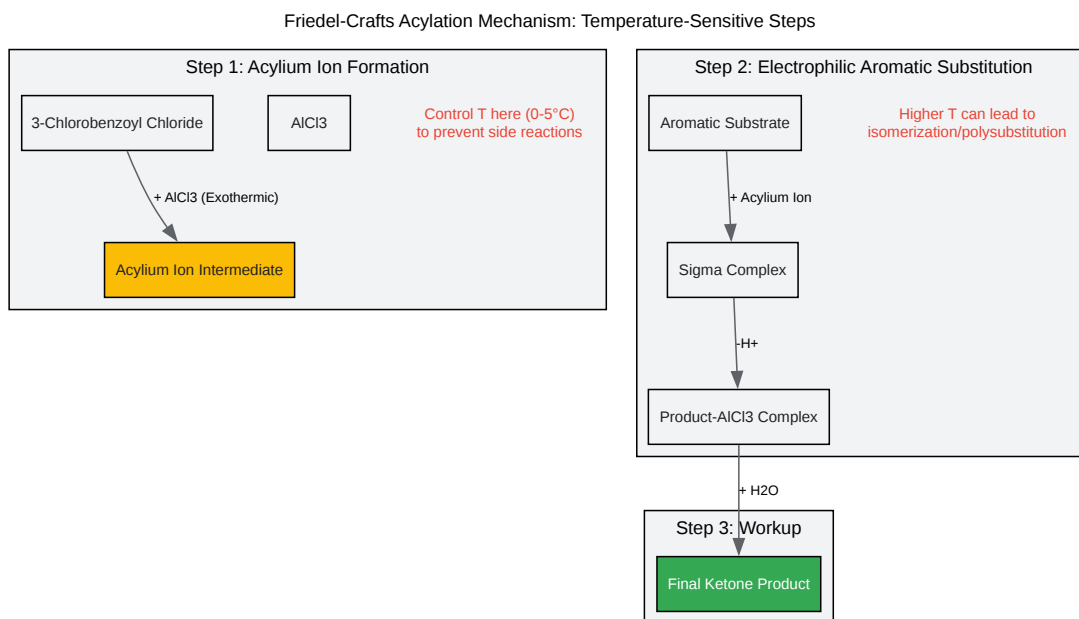 Friedel-Crafts Acylation Mechanism: Temperature-Sensitive Steps
Step 1: Acylium Ion Formation
3-Chlorobenzoyl Chloride
AlCl3
Control T here (0-5°C)
to prevent side reactions
+ AlCl3 (Exothermic)
Acylium Ion Intermediate
Step 2: Electrophilic Aromatic Substitution
Aromatic Substrate
Higher T can lead to
isomerization/polysubstitution
+ Acylium Ion
Sigma Complex
-H+
Product-AlCl3 Complex
+ H2O
Step 3: Workup
Final Ketone Product